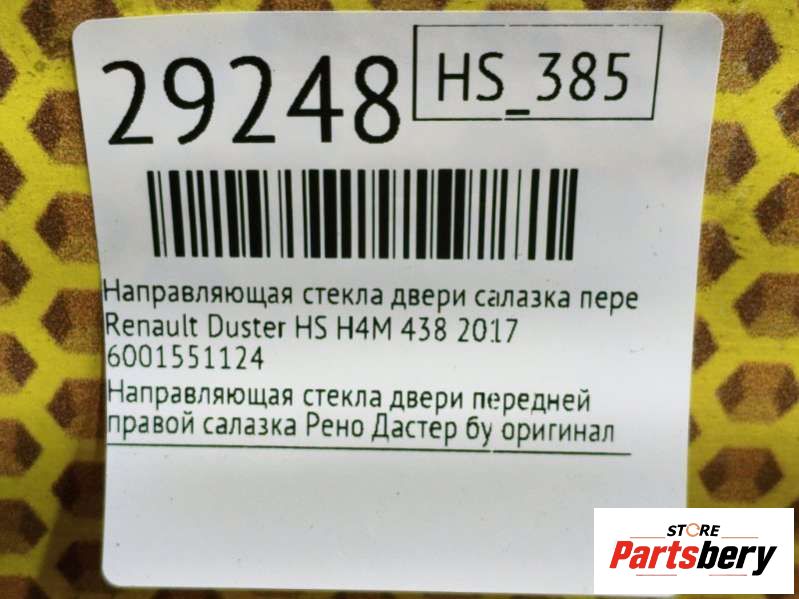 29248
HS_385
Направляющая стекла двери салазка пере
Renault Duster HS H4M 438 2017
6001551124
Направляющая стекла двери передней
правой салазка Рено Дастер бу оригинал
STORE
Partsbery